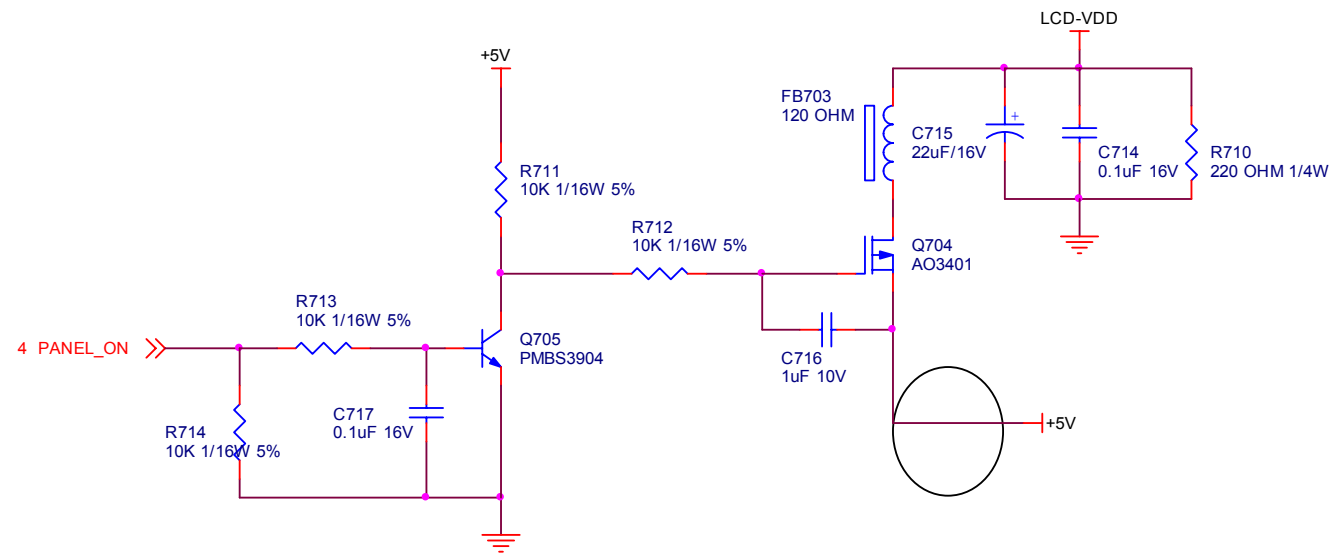 LCD-VDD
+5V
FB703
120 OHM
C715
22uF/16V
+
C714
0.1uF 16V
R710
220 OHM 1/4W
R711
10K 1/16W 5%
R712
10K 1/16W 5%
Q704
AO3401
R713
10K 1/16W 5%
4 PANEL_ON
Q705
PMBS3904
C716
1uF 10V
C717
0.1uF 16V
R714
10K 1/16W 5%
+5V